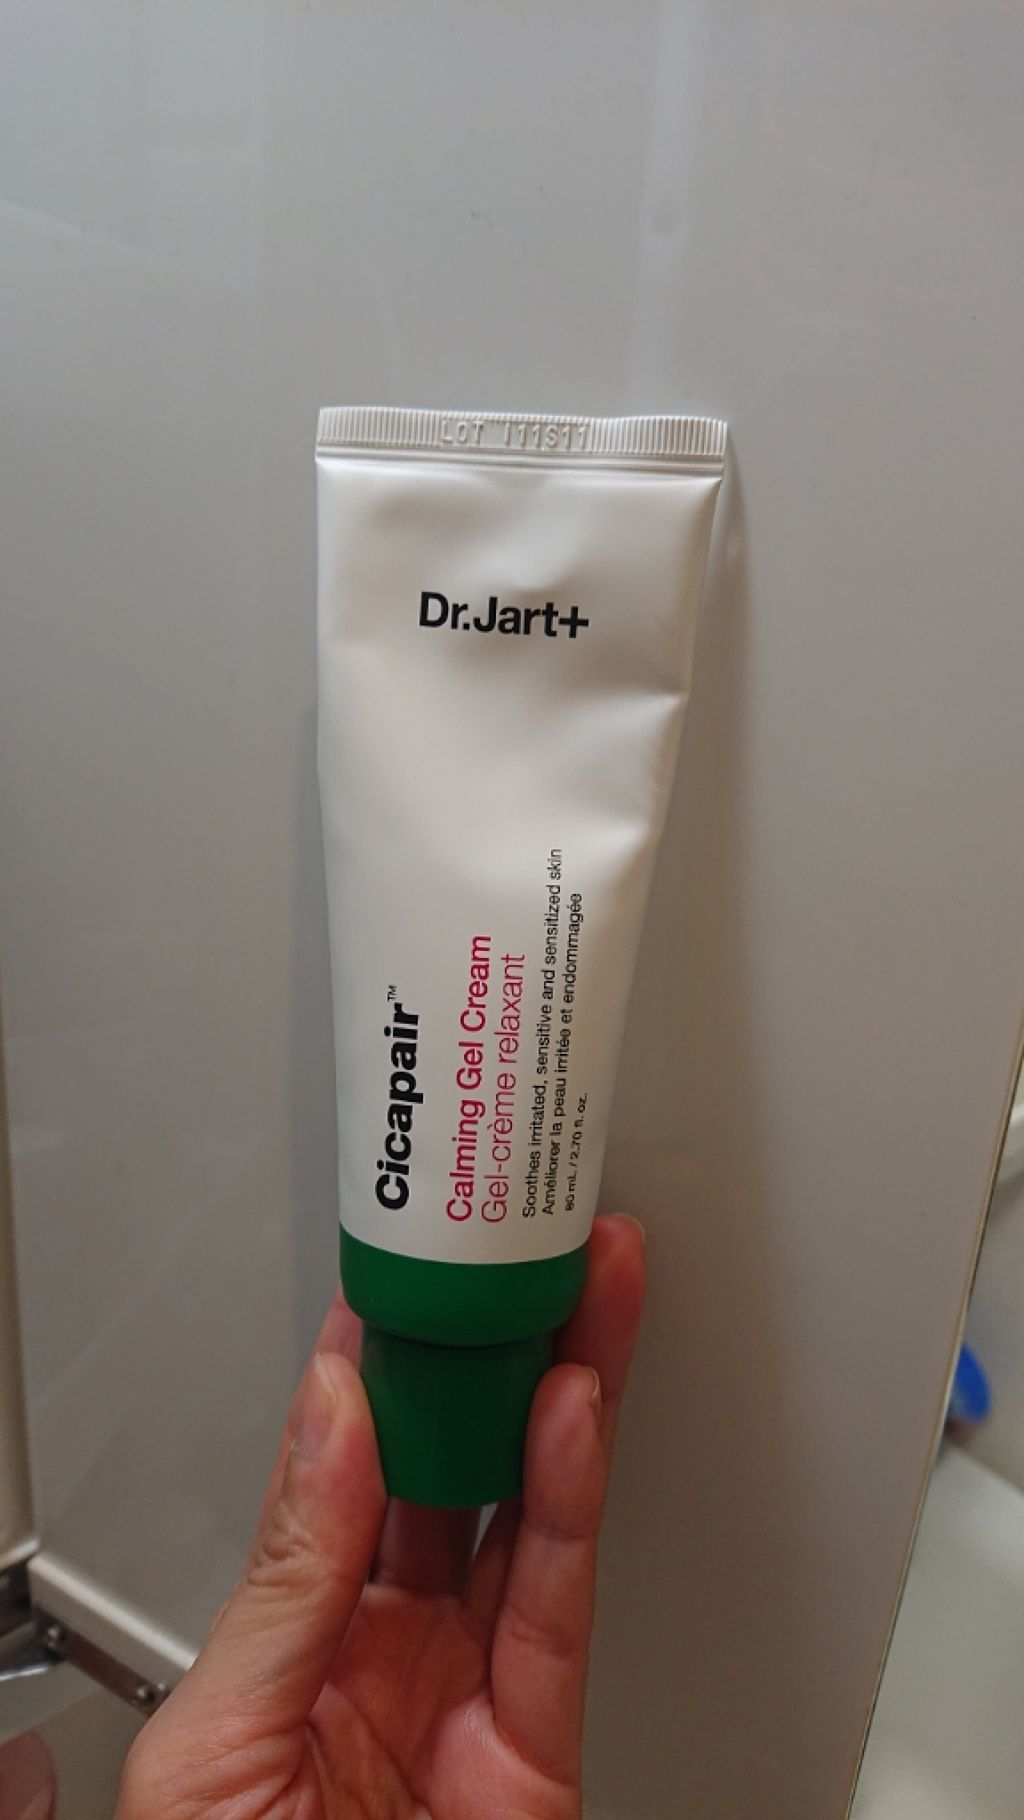 LOT I11S11
Dr.Jart+
Cicapair™
Calming Gel Cream
Gel-crème relaxant
Soothes irritated, sensitive and sensitized skin
Améliorer la peau irritée et endommagée
80 mL / 2.70 fl. oz.